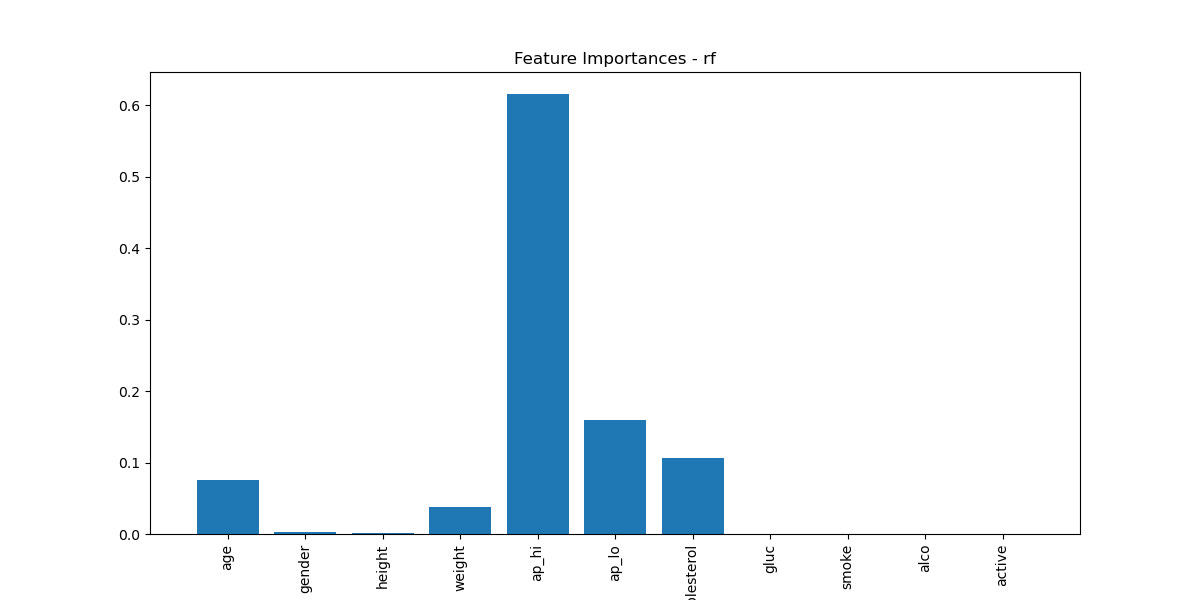 Feature Importances - rf
0.6
0.5
0.4
0.3
0.2
0.1
0.0
age
gender
height
weight
ap_hi
ap_lo
olesterol
gluc
smoke
alco
active